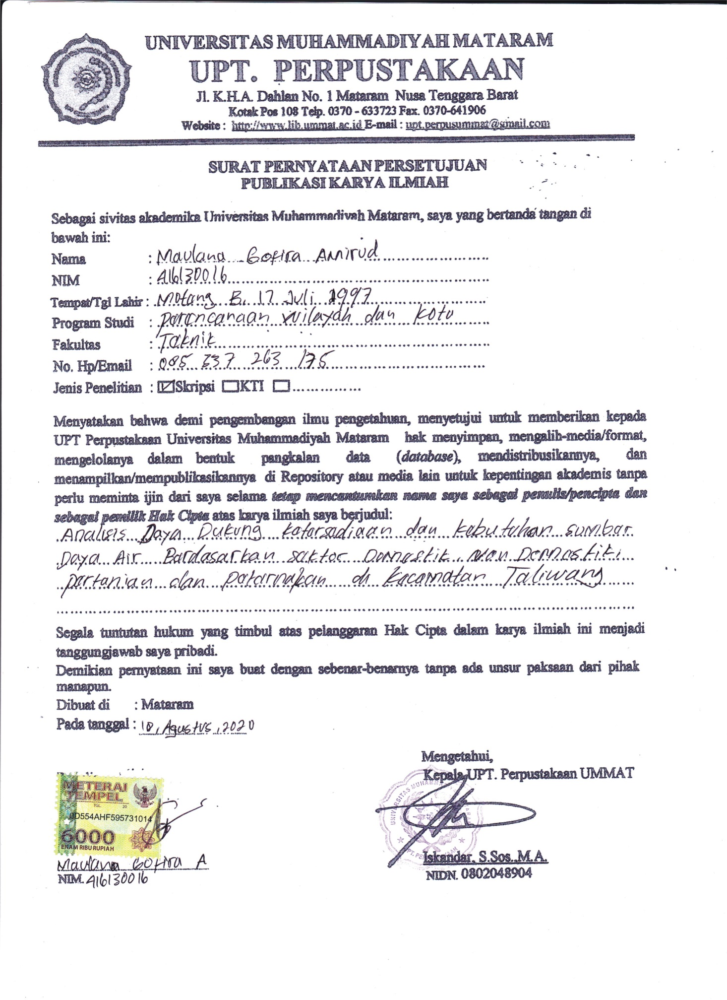 UNIVERSITAS MUHAMMADIYAH MATARAM
UPT. PERPUSTAKAAN
Jl. K.H.A. Dahlan No. 1 Mataram Nusa Tenggara Barat
Kotak Pos 108 Telp. 0370 - 633723 Fax. 0370-641906
Website : http://www.lib.ummat.ac.id E-mail : upt.perpusummat@gmail.com
SURAT PERNYATAAN PERSETUJUAN
PUBLIKASI KARYA ILMIAH
Sebagai sivitas akademika Universitas Muhammadiyah Mataram, saya yang bertanda tangan di
bawah ini:
Nama : Maulana Gofira Amirud
NIM : 416130016
Tempat/Tgl Lahir : Motang B, 17 Juli 1997
Program Studi : Perencanaan wilayah dan Kota
Fakultas : Teknik
No. Hp/Email : 085 337 263 175
Jenis Penelitian : Skripsi KTI ...............
Menyatakan bahwa demi pengembangan ilmu pengetahuan, menyetujui untuk memberikan kepada
UPT Perpustakaan Universitas Muhammadiyah Mataram hak menyimpan, mengalih-media/format,
mengelolanya dalam bentuk pangkalan data (database), mendistribusikannya, dan
menampilkan/mempublikasikannya di Repository atau media lain untuk kepentingan akademis tanpa
perlu meminta ijin dari saya selama tetap mencantumkan nama saya sebagai penulis/pencipta dan
sebagai pemilik Hak Cipta atas karya ilmiah saya berjudul:
Analisis Daya Dukung Ketersediaan dan Kebutuhan sumber
Daya Air Berdasarkan sektor Domestik, Non Domestik,
pertanian dan peternakan di Kecamatan Taliwang
Segala tuntutan hukum yang timbul atas pelanggaran Hak Cipta dalam karya ilmiah ini menjadi
tanggungjawab saya pribadi.
Demikian pernyataan ini saya buat dengan sebenar-benarnya tanpa ada unsur paksaan dari pihak
manapun.
Dibuat di : Mataram
Pada tanggal : 10, Agustus, 2020
Mengetahui,
Kepala UPT. Perpustakaan UMMAT
METERAI
TEMPEL
TGL. 20
0D554AHF595731014
6000
ENAM RIBU RUPIAH
Maulana Gofira A
NIM. 416130016
Iskandar, S.Sos., M.A.
NIDN. 0802048904